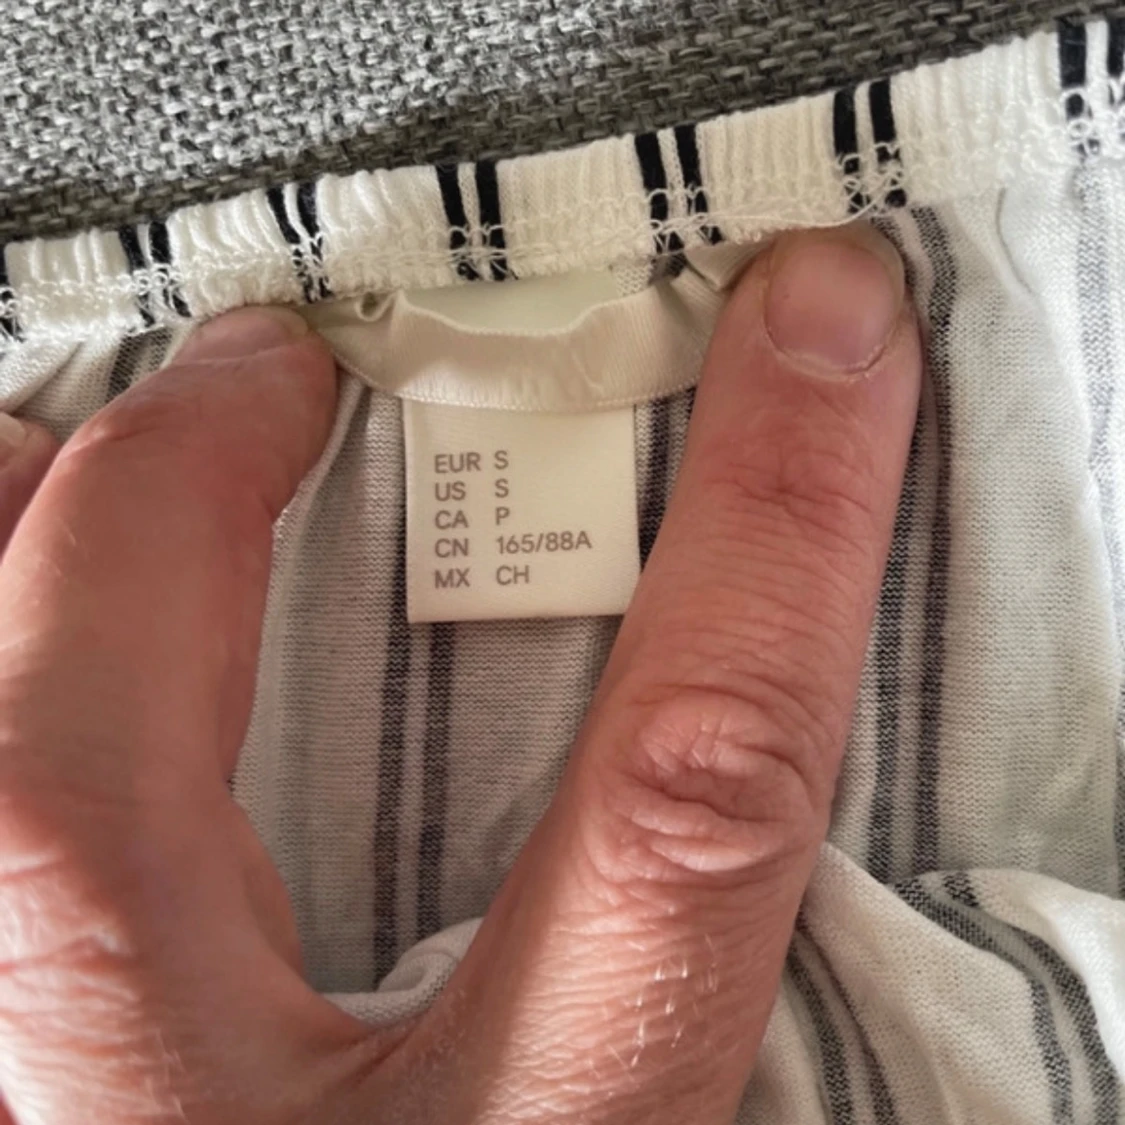 EUR S
US S
CA P
CN 165/88A
MX CH